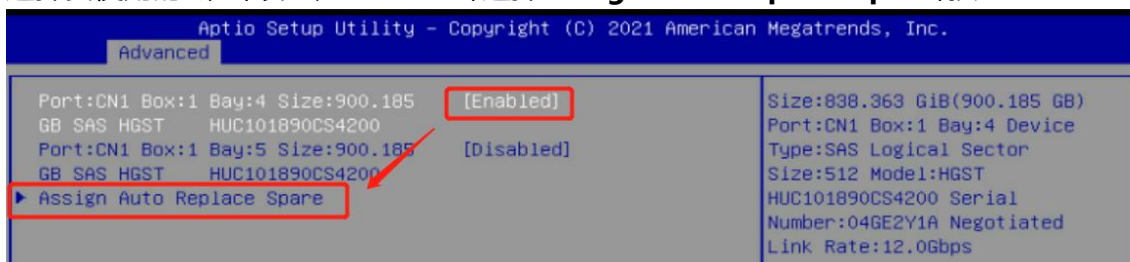 Aptio Setup Utility – Copyright (C) 2021 American Megatrends, Inc.
Advanced
Port:CN1 Box:1 Bay:4 Size:900.185 [Enabled]
GB SAS HGST HUC101890CS4200
Port:CN1 Box:1 Bay:5 Size:900.185 [Disabled]
GB SAS HGST HUC101890CS4200
Assign Auto Replace Spare
Size:838.363 GiB(900.185 GB)
Port:CN1 Box:1 Bay:4 Device
Type:SAS Logical Sector
Size:512 Model:HGST
HUC101890CS4200 Serial
Number:04GE2Y1A Negotiated
Link Rate:12.0Gbps